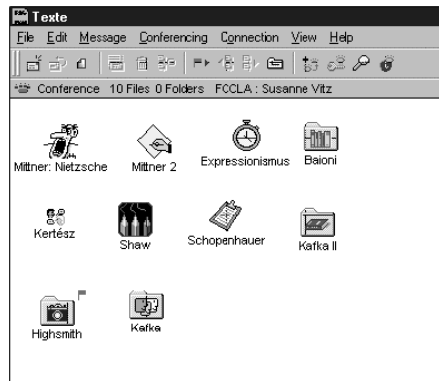 Texte
File Edit Message Conferencing Connection View Help
Conference 10 Files 0 Folders FCCLA : Susanne Vitz
Mittner: Nietzsche Mittner 2 Expressionismus Baioni
Kertész Shaw Schopenhauer Kafka II
Highsmith Kafka